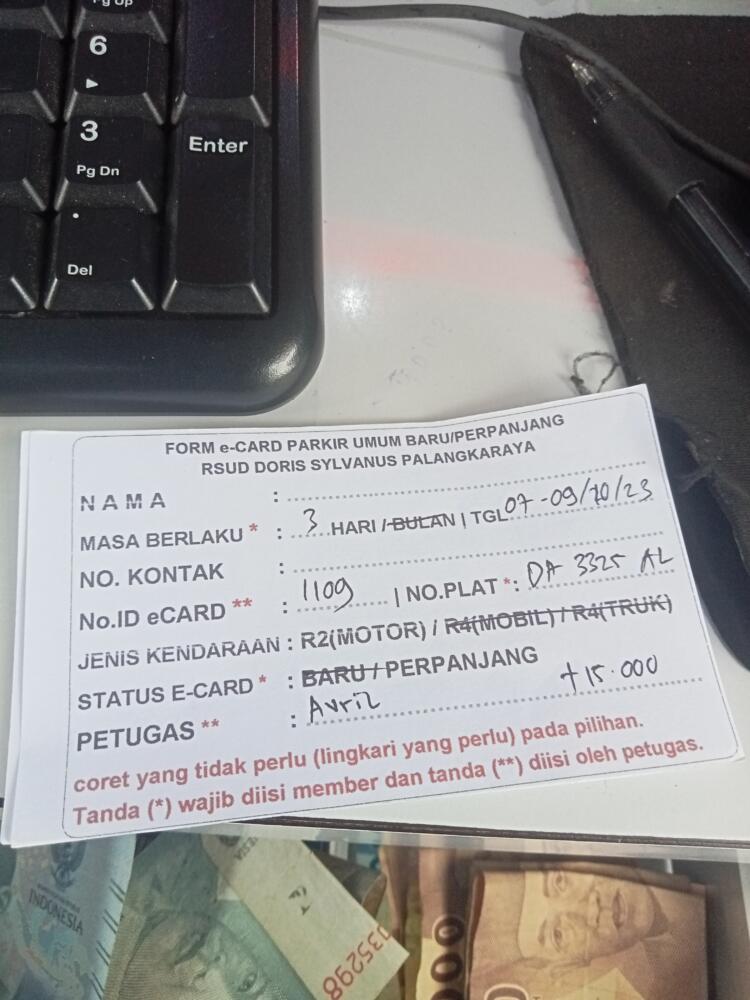 Pg Up
6
3
Pg Dn
Enter
Del
FORM e-CARD PARKIR UMUM BARU/PERPANJANG
RSUD DORIS SYLVANUS PALANGKARAYA
NAMA :
MASA BERLAKU * : 3 HARI / BULAN | TGL 07-09/10/23
NO. KONTAK :
No.ID eCARD ** : 1109 | NO.PLAT * : DA 3325 AL
JENIS KENDARAAN : R2(MOTOR) / R4(MOBIL) / R4(TRUK)
STATUS E-CARD * : BARU / PERPANJANG
PETUGAS ** : Avril +15.000
coret yang tidak perlu (lingkari yang perlu) pada pilihan.
Tanda (*) wajib diisi member dan tanda (**) diisi oleh petugas.
INDONESIA
035298